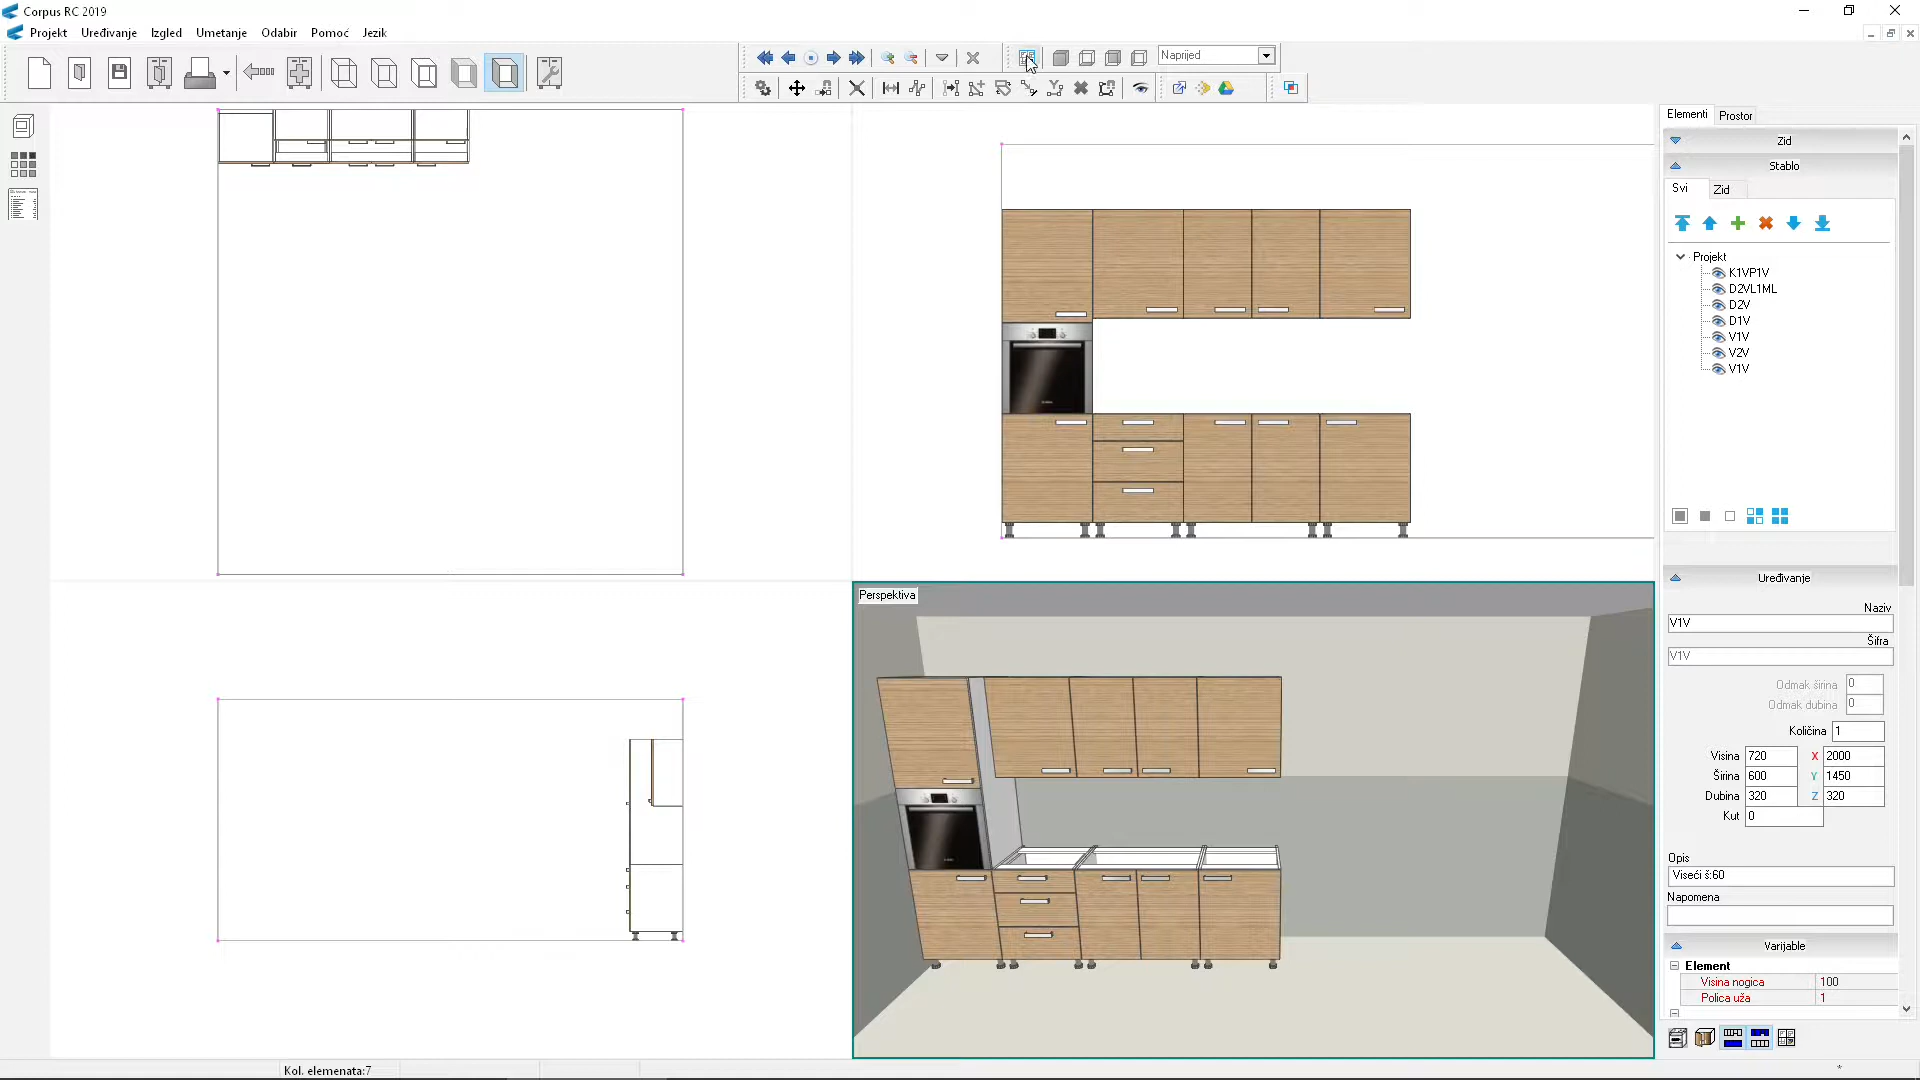 Corpus RC 2019
Projekt Uređivanje Izgled Umetanje Odabir Pomoć Jezik
Naprijed
Elementi Prostor
Zid
Stablo
Svi Zid
Projekt
K1VP1V
D2VL1ML
D2V
D1V
V1V
V2V
V1V
Perspektiva
Uređivanje
Naziv
V1V
Šifra
V1V
Odmak širina 0
Odmak dubina 0
Količina 1
Visina 720 X 2000
Širina 600 Y 1450
Dubina 320 Z 320
Kut 0
Opis
Viseći š:60
Napomena
Varijable
Element
Visina nogica 100
Polica uža 1
Kol. elemenata:7
*